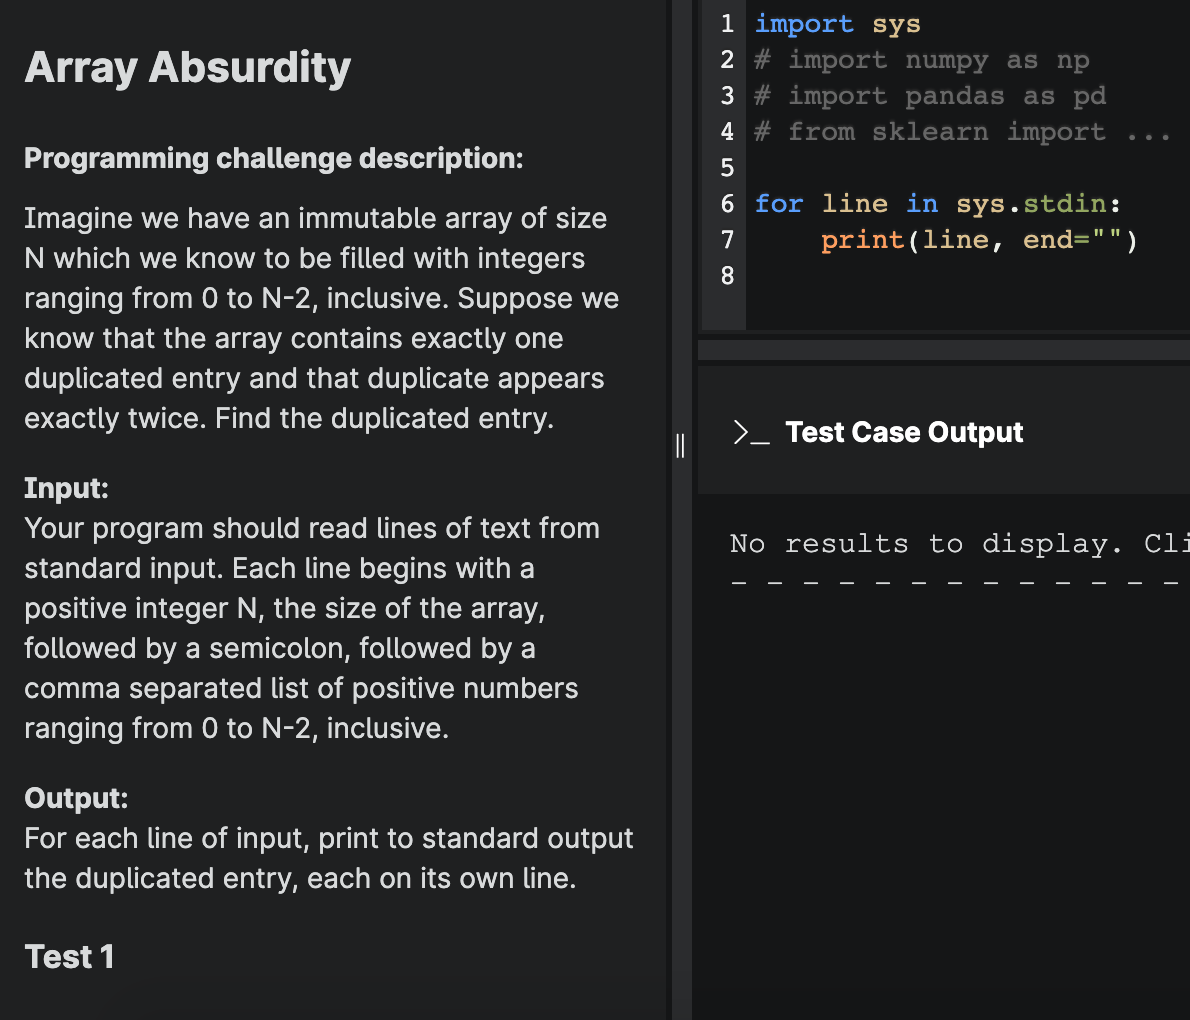 Array Absurdity
Programming challenge description:
Imagine we have an immutable array of size
N which we know to be filled with integers
ranging from 0 to N-2, inclusive. Suppose we
know that the array contains exactly one
duplicated entry and that duplicate appears
exactly twice. Find the duplicated entry.
Input:
Your program should read lines of text from
standard input. Each line begins with a
positive integer N, the size of the array,
followed by a semicolon, followed by a
comma separated list of positive numbers
ranging from 0 to N-2, inclusive.
Output:
For each line of input, print to standard output
the duplicated entry, each on its own line.
Test 1
1 import sys
2 # import numpy as np
3 # import pandas as pd
4 # from sklearn import ...
5
6 for line in sys.stdin:
7     print(line, end="")
8
>_ Test Case Output
No results to display. Cli
- - - - - - - - - - - - -